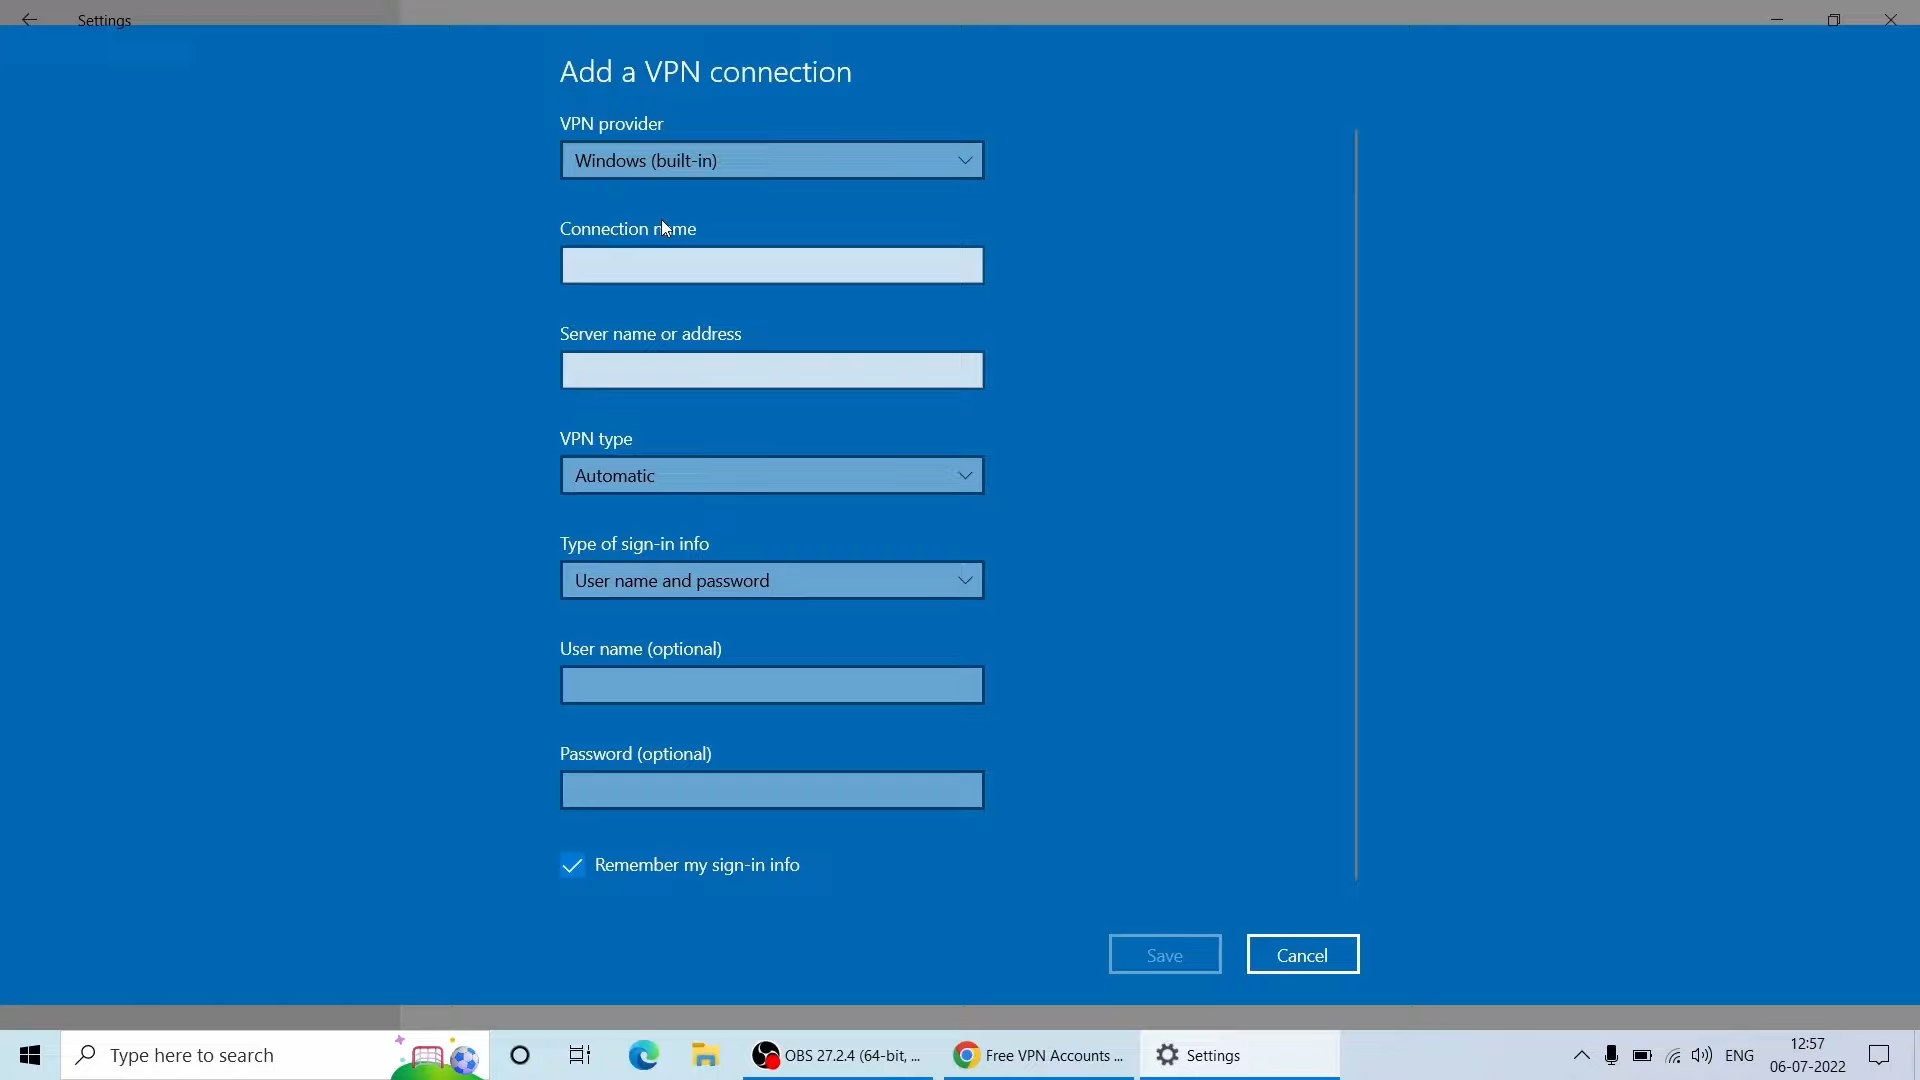 Settings
Add a VPN connection
VPN provider
Windows (built-in)
Connection name
Server name or address
VPN type
Automatic
Type of sign-in info
User name and password
User name (optional)
Password (optional)
Remember my sign-in info
Save
Cancel
Type here to search
OBS 27.2.4 (64-bit, ...
Free VPN Accounts ...
Settings
ENG
12:57
06-07-2022